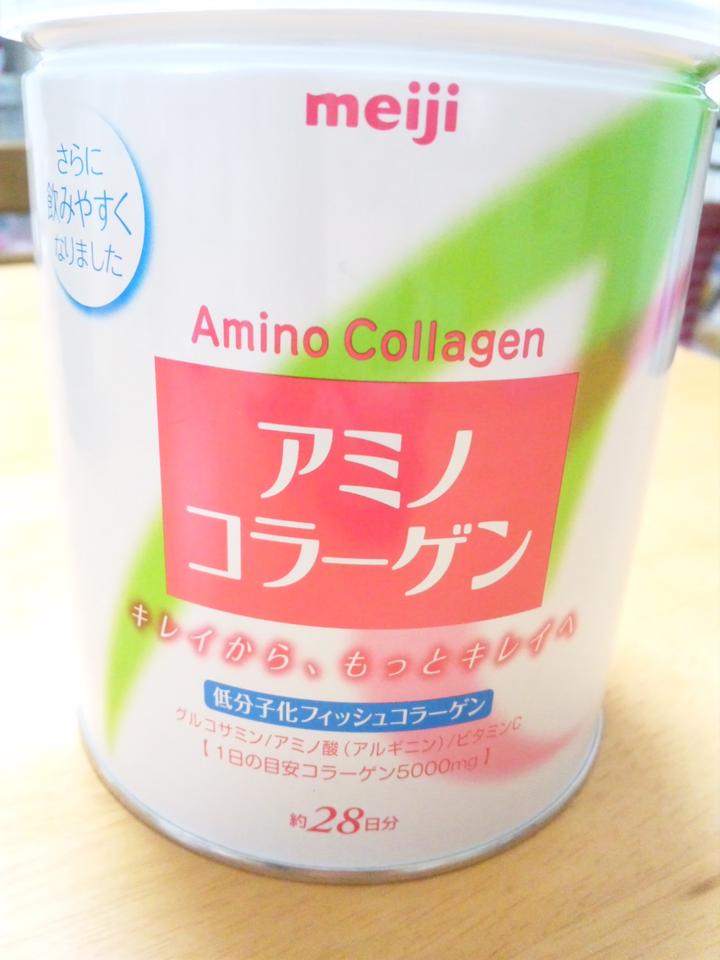 meiji
さらに
飲みやすく
なりました
Amino Collagen
アミノ
コラーゲン
キレイから、もっとキレイへ
低分子化フィッシュコラーゲン
グルコサミン/アミノ酸(アルギニン)/ビタミンC
【1日の目安コラーゲン5000mg】
約28日分